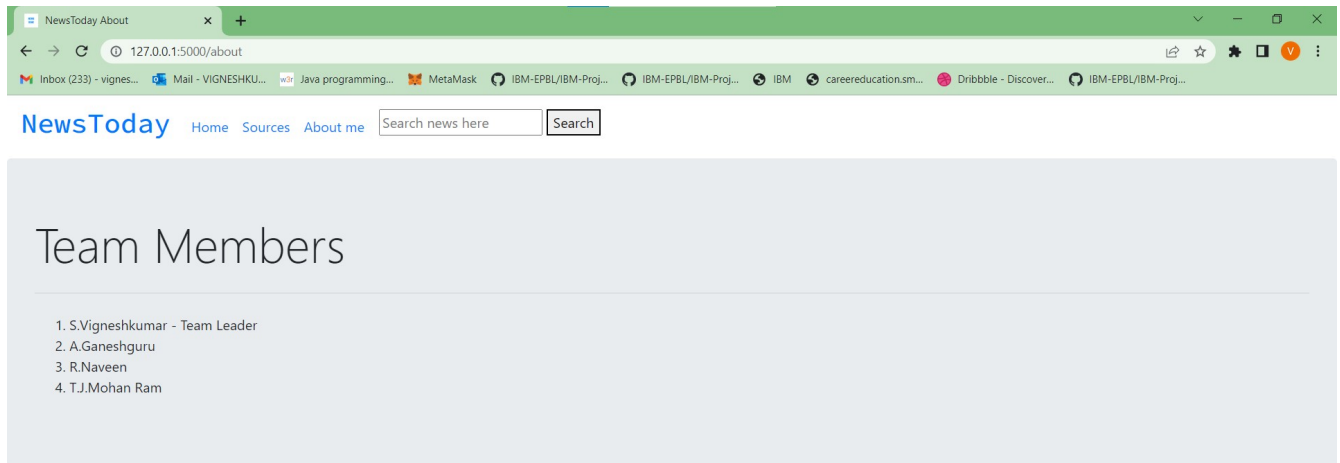 NewsToday About
127.0.0.1:5000/about
Inbox (233) - vignes... Mail - VIGNESHKU... w3r Java programming... MetaMask IBM-EPBL/IBM-Proj... IBM-EPBL/IBM-Proj... IBM careereducation.sm... Dribbble - Discover... IBM-EPBL/IBM-Proj...
NewsToday Home Sources About me Search news here Search
Team Members
1. S.Vigneshkumar - Team Leader
2. A.Ganeshguru
3. R.Naveen
4. T.J.Mohan Ram